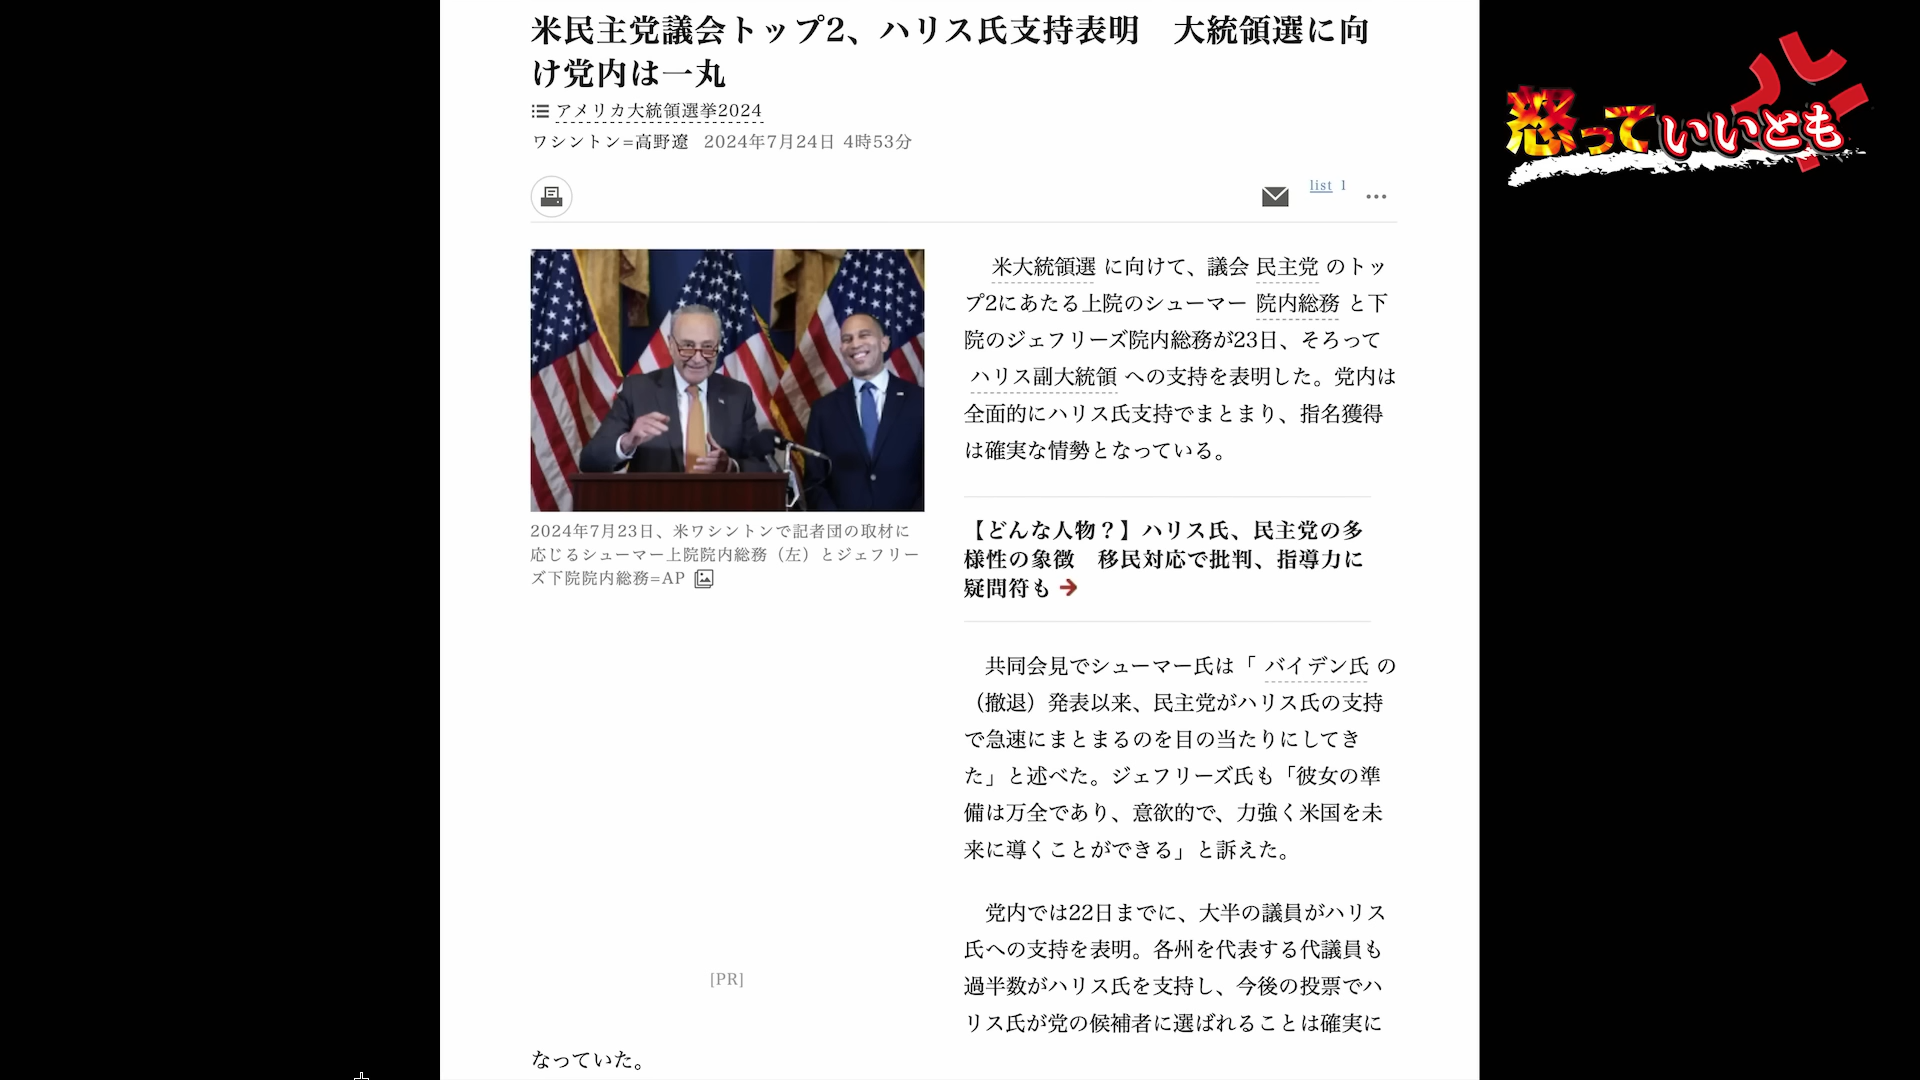 米民主党議会トップ2、ハリス氏支持表明　大統領選に向
け党内は一丸
アメリカ大統領選挙2024
ワシントン=高野遼 2024年7月24日 4時53分
list 1
怒っていいとも
米大統領選 に向けて、議会 民主党 のトッ
プ2にあたる上院のシューマー 院内総務 と下
院のジェフリーズ院内総務が23日、そろって
ハリス副大統領 への支持を表明した。党内は
全面的にハリス氏支持でまとまり、指名獲得
は確実な情勢となっている。
2024年7月23日、米ワシントンで記者団の取材に
応じるシューマー上院院内総務（左）とジェフリー
ズ下院院内総務=AP
【どんな人物？】ハリス氏、民主党の多
様性の象徴　移民対応で批判、指導力に
疑問符も
共同会見でシューマー氏は「 バイデン氏 の
（撤退）発表以来、民主党がハリス氏の支持
で急速にまとまるのを目の当たりにしてき
た」と述べた。ジェフリーズ氏も「彼女の準
備は万全であり、意欲的で、力強く米国を未
来に導くことができる」と訴えた。
党内では22日までに、大半の議員がハリス
氏への支持を表明。各州を代表する代議員も
過半数がハリス氏を支持し、今後の投票でハ
リス氏が党の候補者に選ばれることは確実に
なっていた。
[PR]